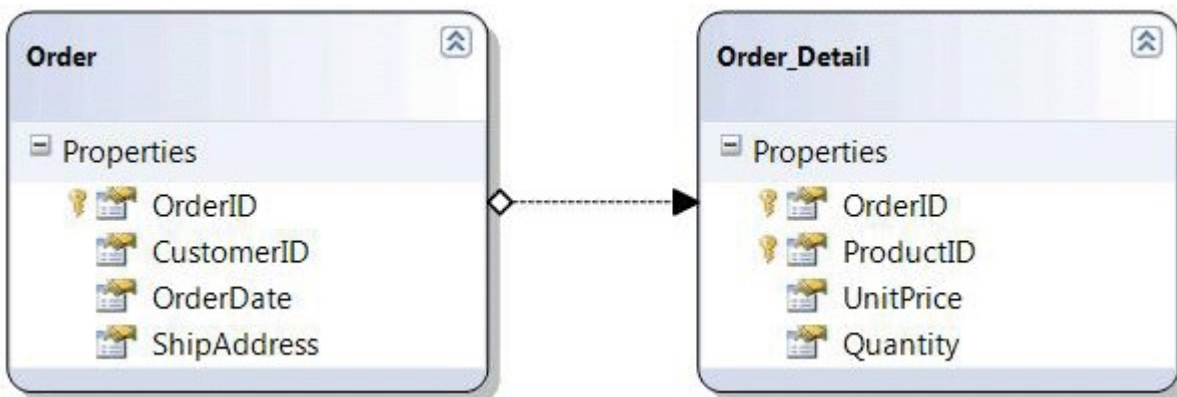 Order
Properties
OrderID
CustomerID
OrderDate
ShipAddress
Order_Detail
Properties
OrderID
ProductID
UnitPrice
Quantity